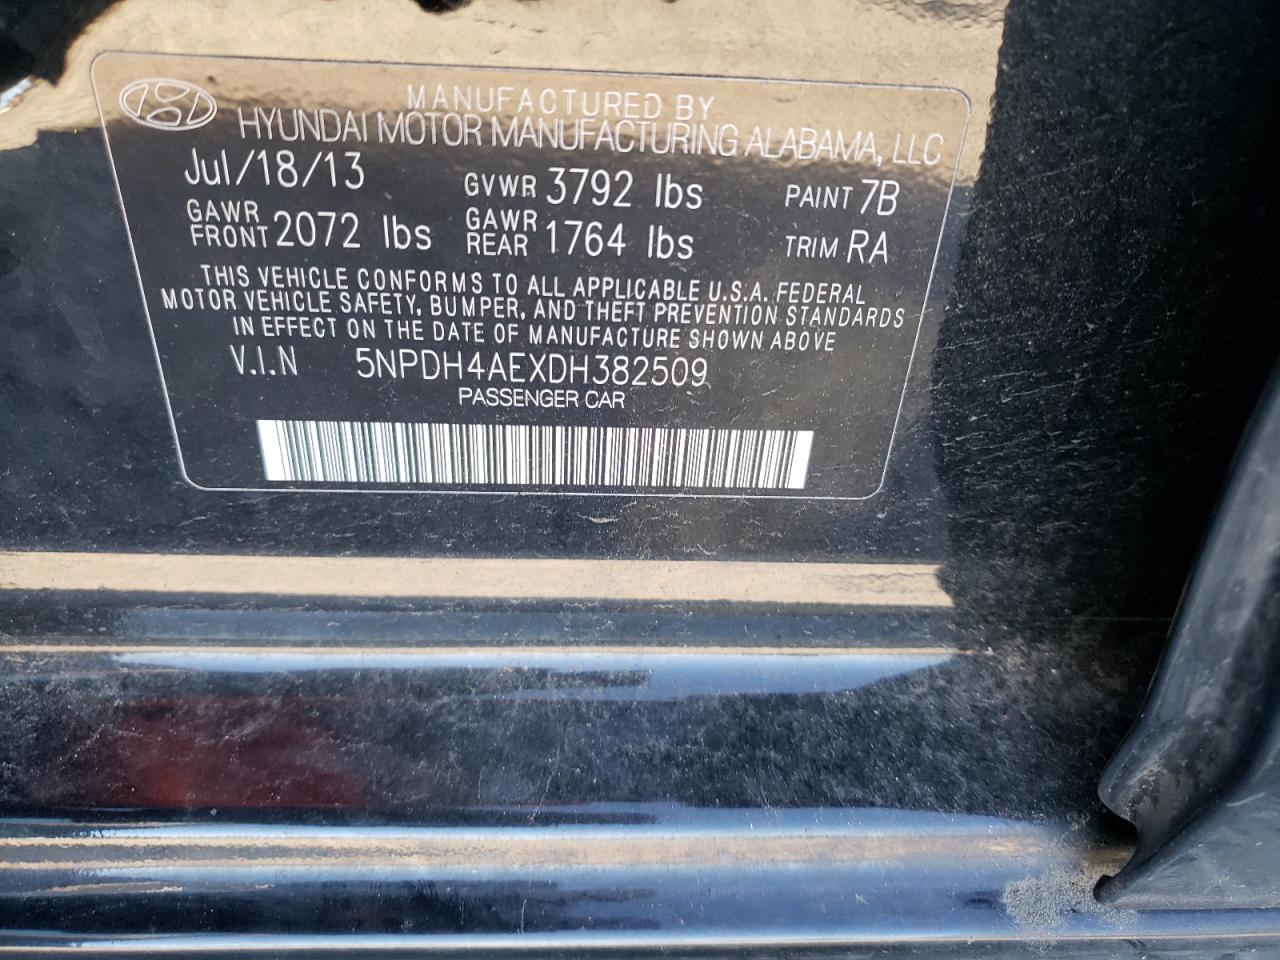 MANUFACTURED BY
HYUNDAI MOTOR MANUFACTURING ALABAMA, LLC
Jul/18/13 GVWR 3792 lbs PAINT 7B
GAWR FRONT 2072 lbs GAWR REAR 1764 lbs TRIM RA
THIS VEHICLE CONFORMS TO ALL APPLICABLE U.S.A. FEDERAL
MOTOR VEHICLE SAFETY, BUMPER, AND THEFT PREVENTION STANDARDS
IN EFFECT ON THE DATE OF MANUFACTURE SHOWN ABOVE
V.I.N 5NPDH4AEXDH382509
PASSENGER CAR